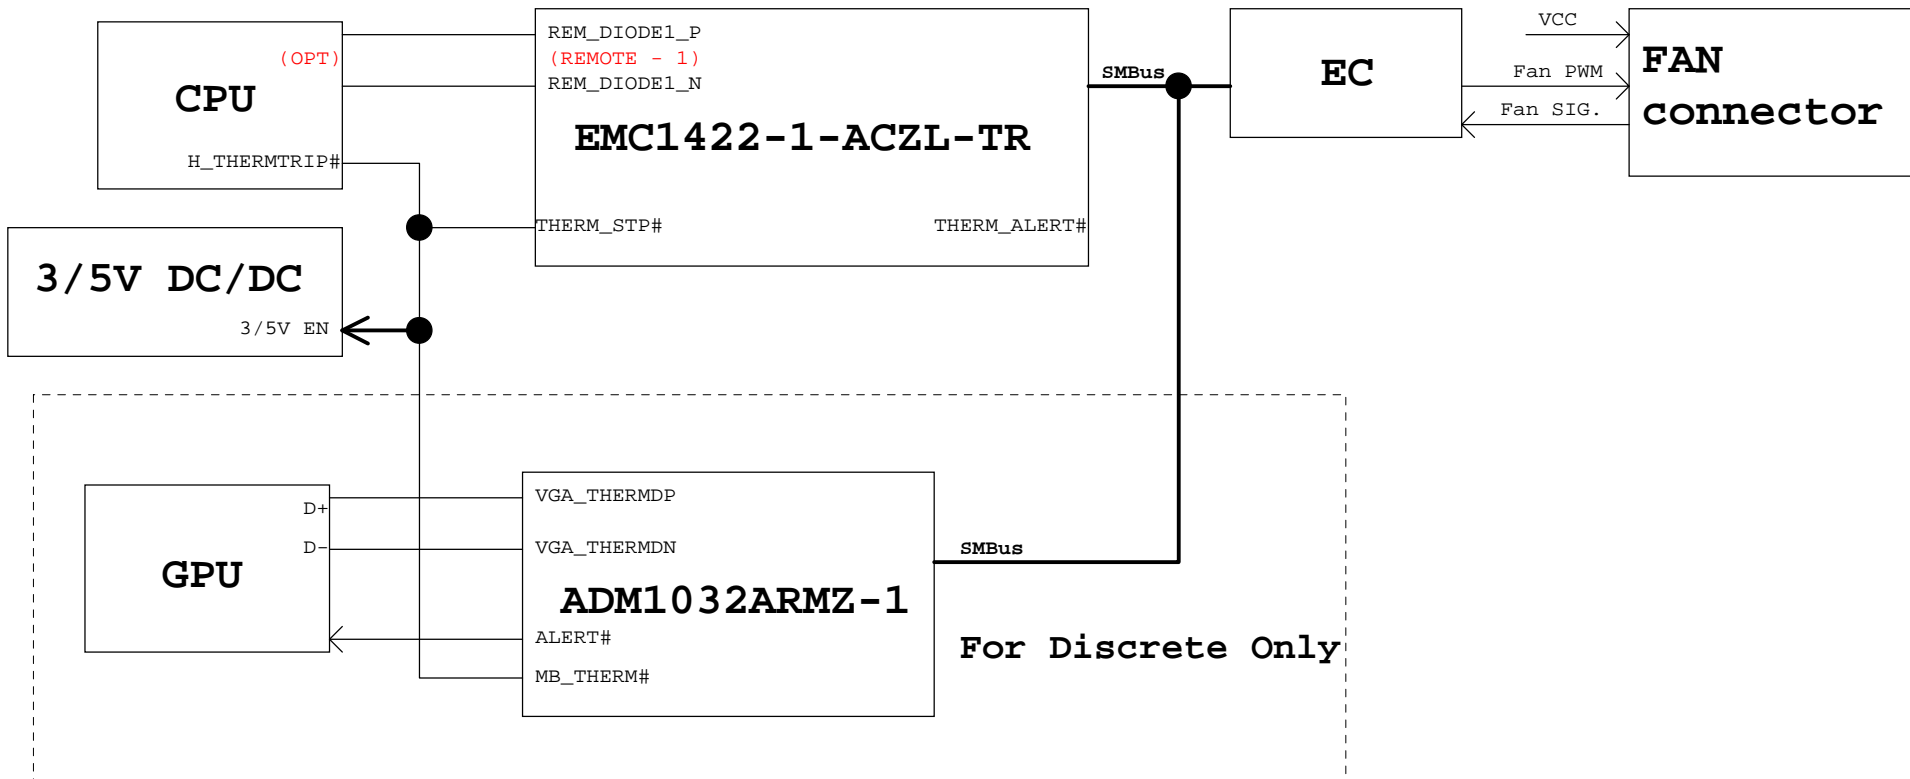 REM_DIODE1_P
(OPT)
(REMOTE - 1)
REM_DIODE1_N
CPU
EMC1422-1-ACZL-TR
H_THERMTRIP#
THERM_STP#
THERM_ALERT#
SMBus
EC
VCC
Fan PWM
Fan SIG.
FAN
connector
3/5V DC/DC
3/5V EN
D+
D-
GPU
VGA_THERMDP
VGA_THERMDN
ADM1032ARMZ-1
ALERT#
MB_THERM#
SMBus
For Discrete Only